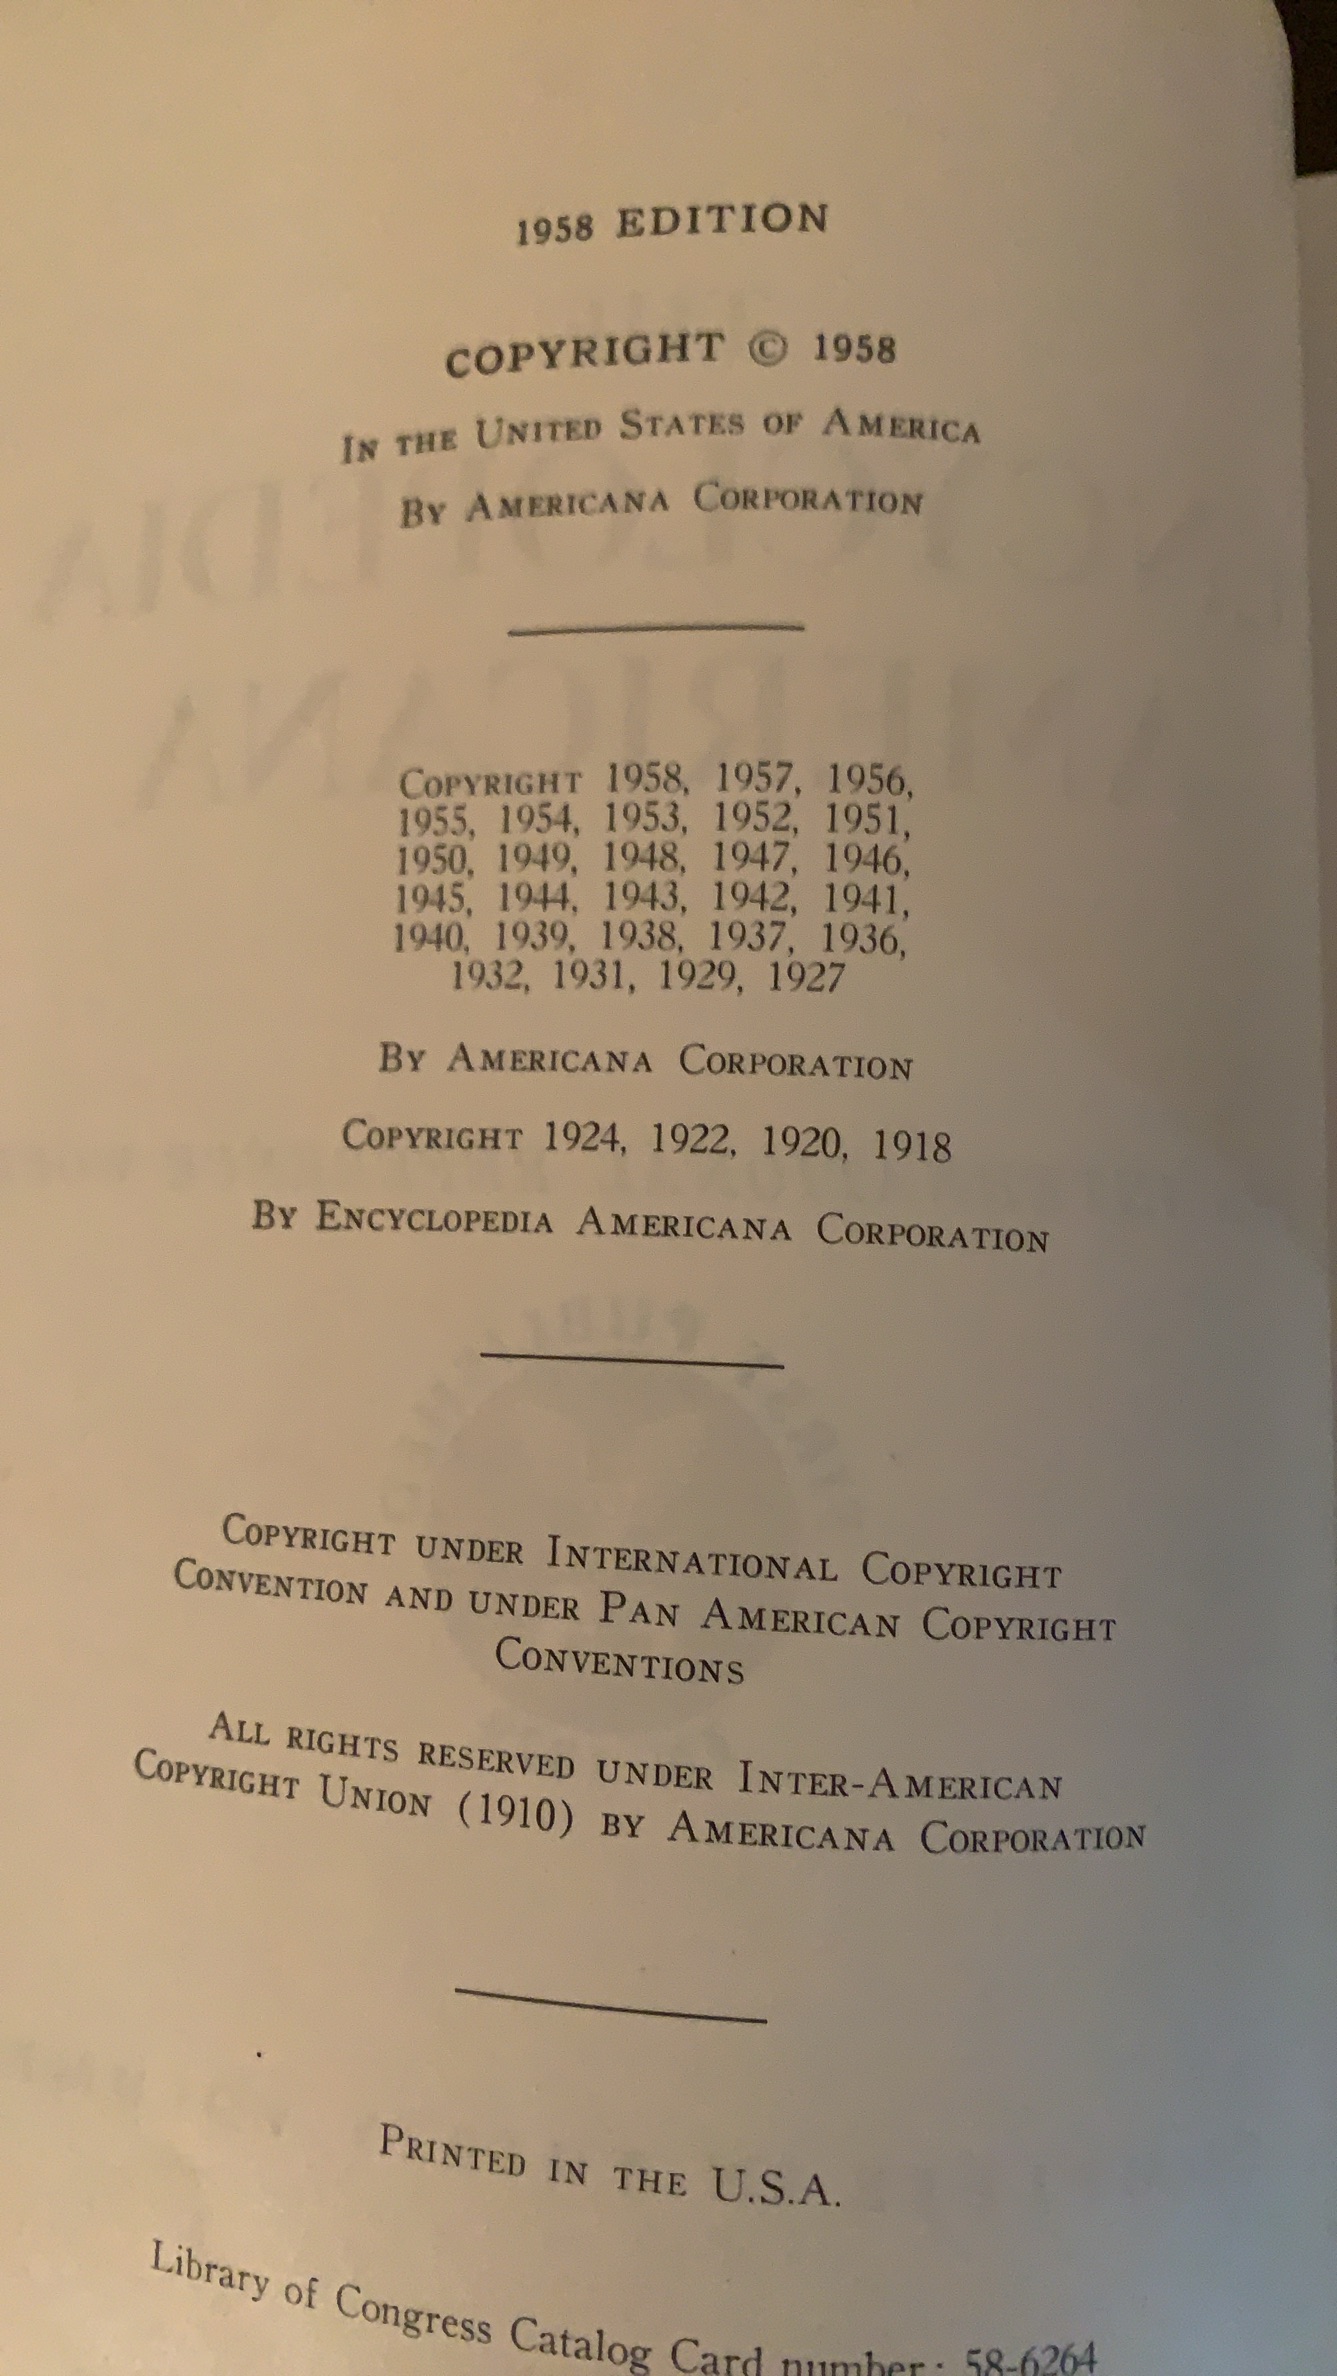 1958 EDITION
COPYRIGHT © 1958
IN THE UNITED STATES OF AMERICA
BY AMERICANA CORPORATION
COPYRIGHT 1958, 1957, 1956,
1955, 1954, 1953, 1952, 1951,
1950, 1949, 1948, 1947, 1946,
1945, 1944, 1943, 1942, 1941,
1940, 1939, 1938, 1937, 1936,
1932, 1931, 1929, 1927
BY AMERICANA CORPORATION
COPYRIGHT 1924, 1922, 1920, 1918
BY ENCYCLOPEDIA AMERICANA CORPORATION
COPYRIGHT UNDER INTERNATIONAL COPYRIGHT
CONVENTION AND UNDER PAN AMERICAN COPYRIGHT
CONVENTIONS
ALL RIGHTS RESERVED UNDER INTER-AMERICAN
COPYRIGHT UNION (1910) BY AMERICANA CORPORATION
PRINTED IN THE U.S.A.
Library of Congress Catalog Card number: 58-6264